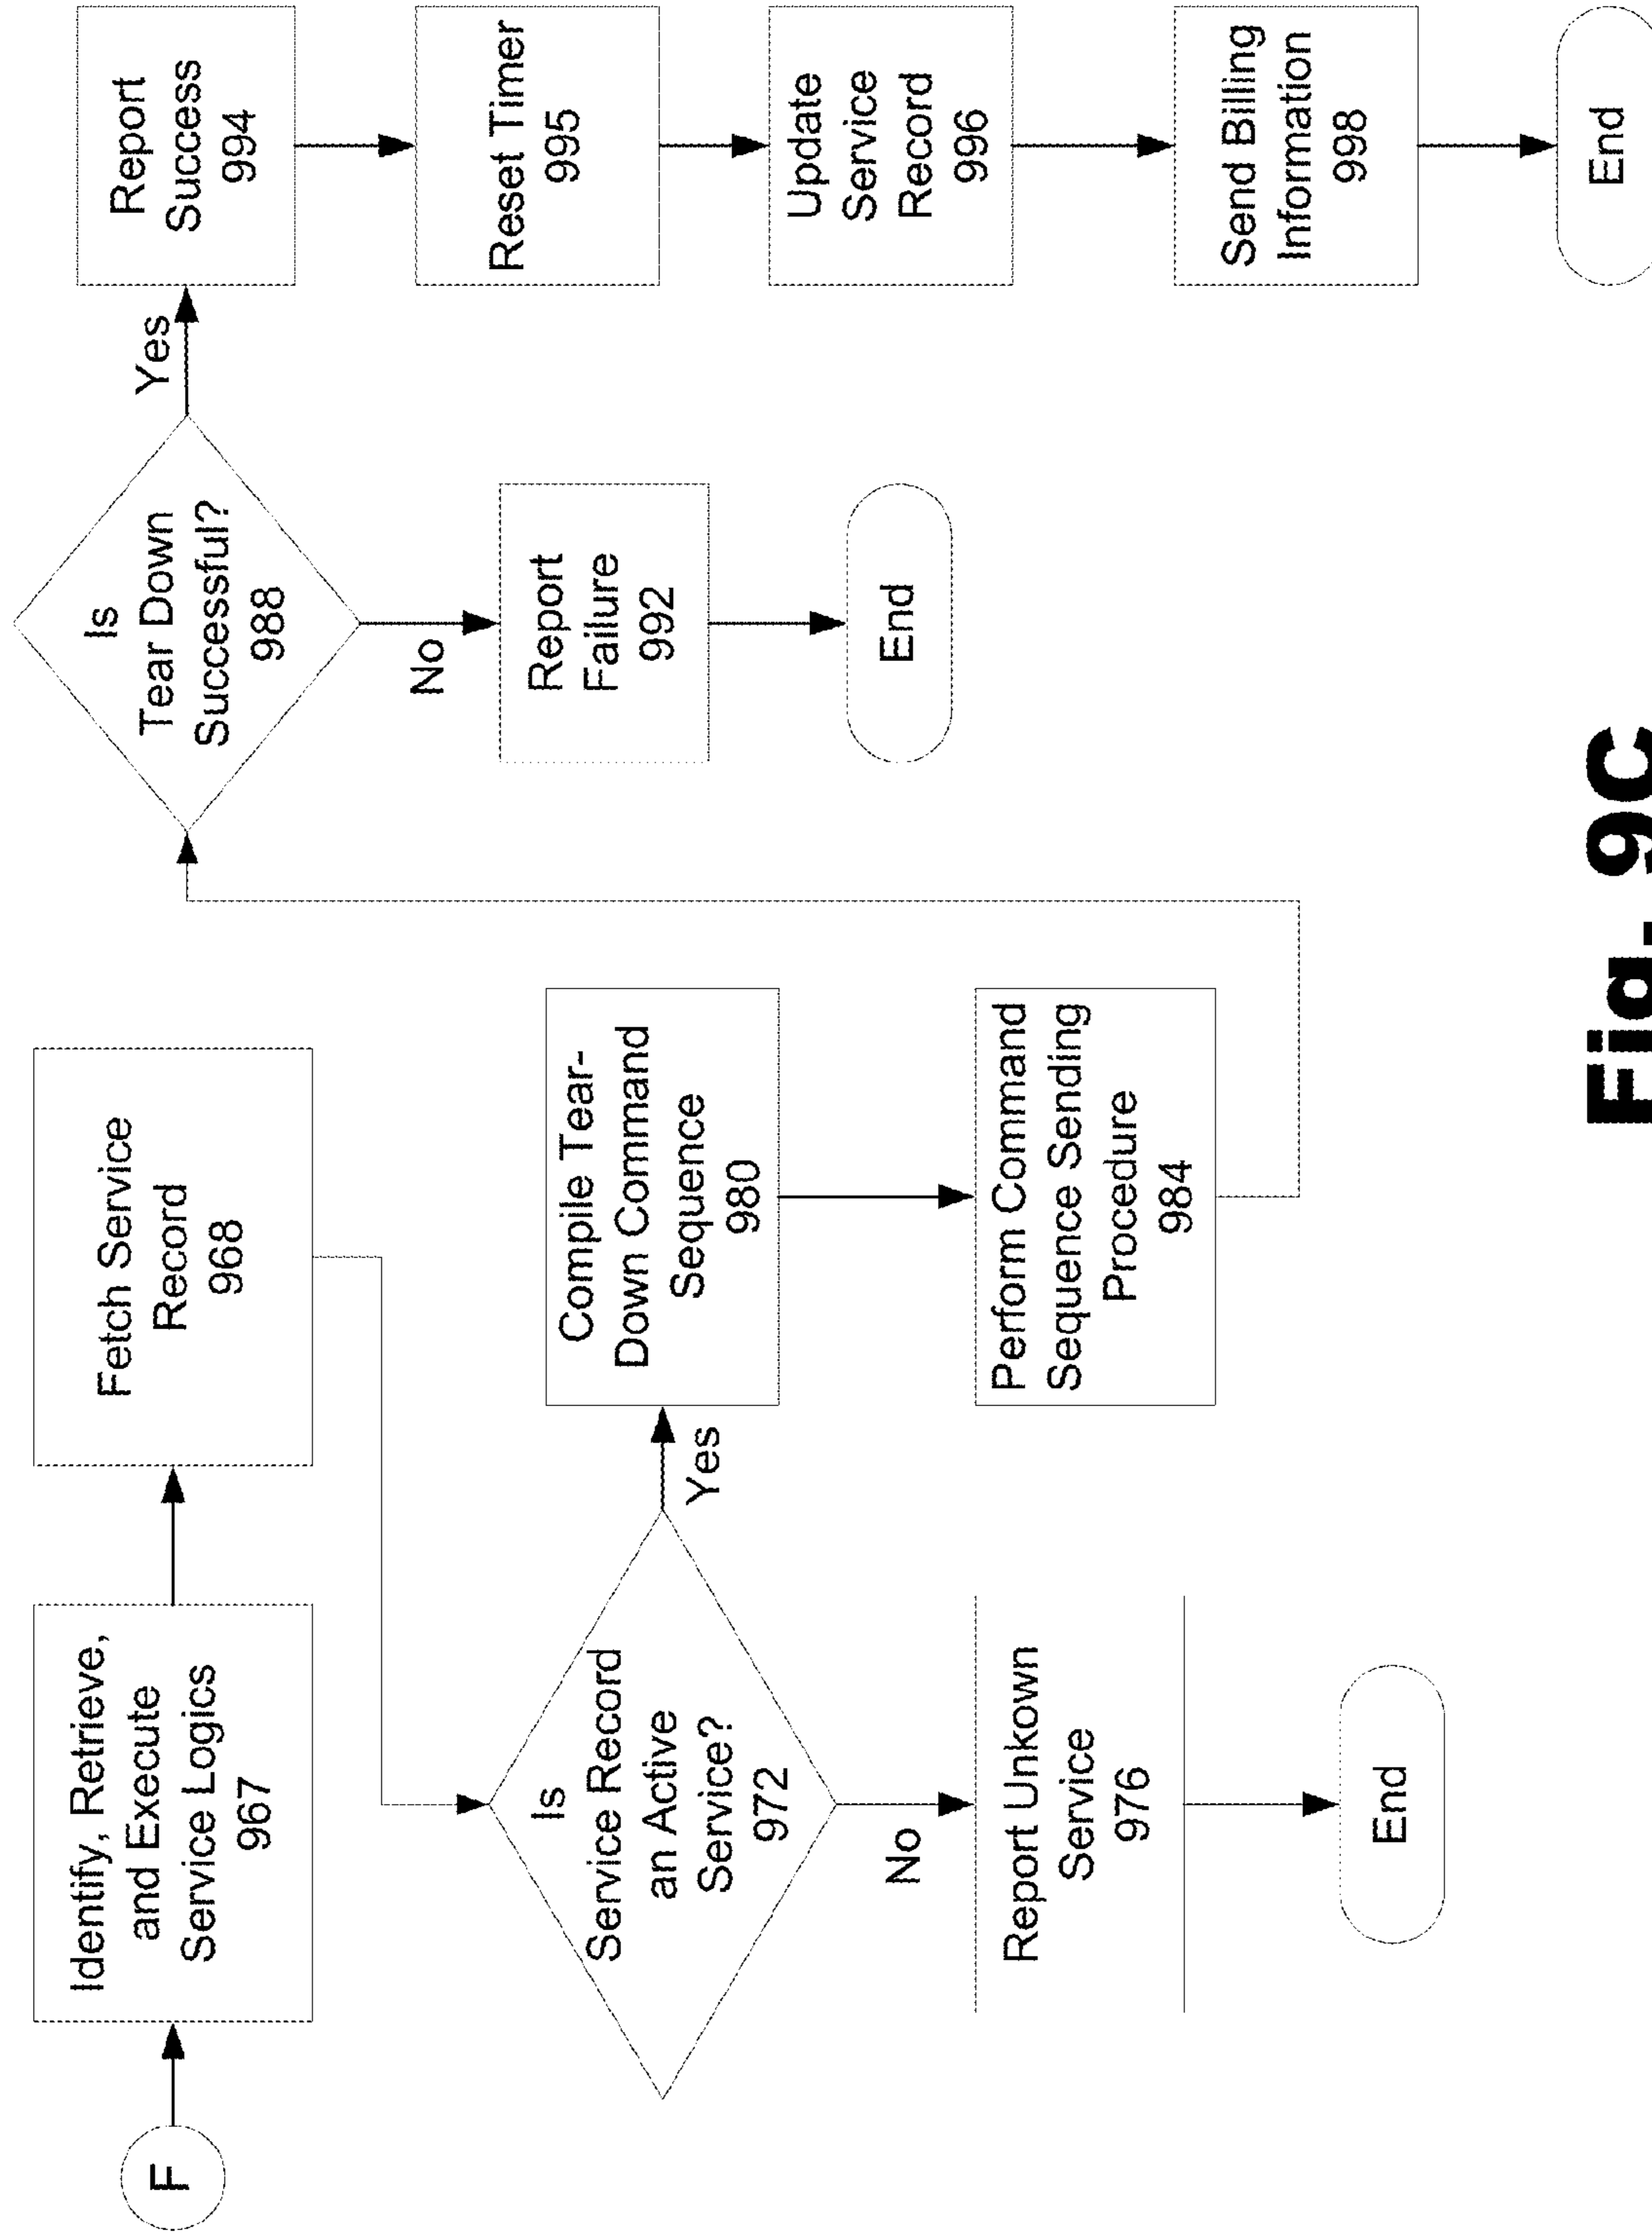 F
Identify, Retrieve,
and Execute
Service Logics
967
Fetch Service
Record
968
Is
Service Record
an Active
Service?
972
Yes
No
Report Unkown
Service
976
End
Compile Tear-
Down Command
Sequence
980
Perform Command
Sequence Sending
Procedure
984
Is
Tear Down
Successful?
988
Yes
No
Report
Failure
992
End
Report
Success
994
Reset Timer
995
Update
Service
Record
996
Send Billing
Information
998
End
Fig. 9C